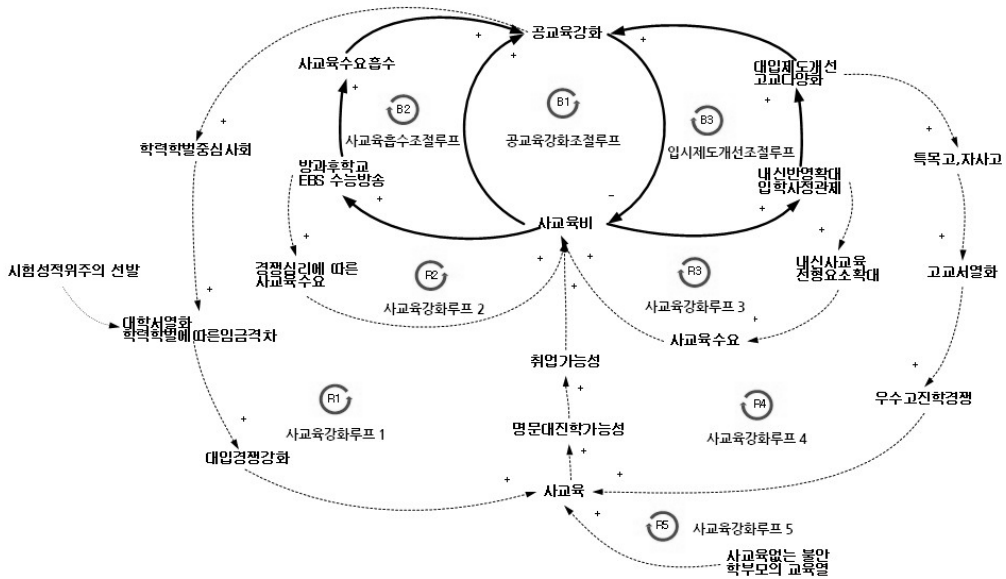 공교육강화
사교육수요흡수
대입제도개선
고교다양화
B2
사교육흡수조절루프
B1
공교육강화조절루프
B3
입시제도개선조절루프
학력학벌중심사회
방과후학교
EBS 수능방송
내신반영확대
입학사정관제
특목고,자사고
사교육비
시험성적위주의 선발
경쟁심리에 따른
사교육수요
R2
사교육강화루프 2
R3
사교육강화루프 3
내신사교육
전형요소확대
고교서열화
대학서열화
학력학벌에따른임금격차
사교육수요
취업가능성
R1
사교육강화루프 1
R4
사교육강화루프 4
우수고진학경쟁
명문대진학가능성
대입경쟁강화
사교육
R5
사교육강화루프 5
사교육없는 불안
학부모의 교육열